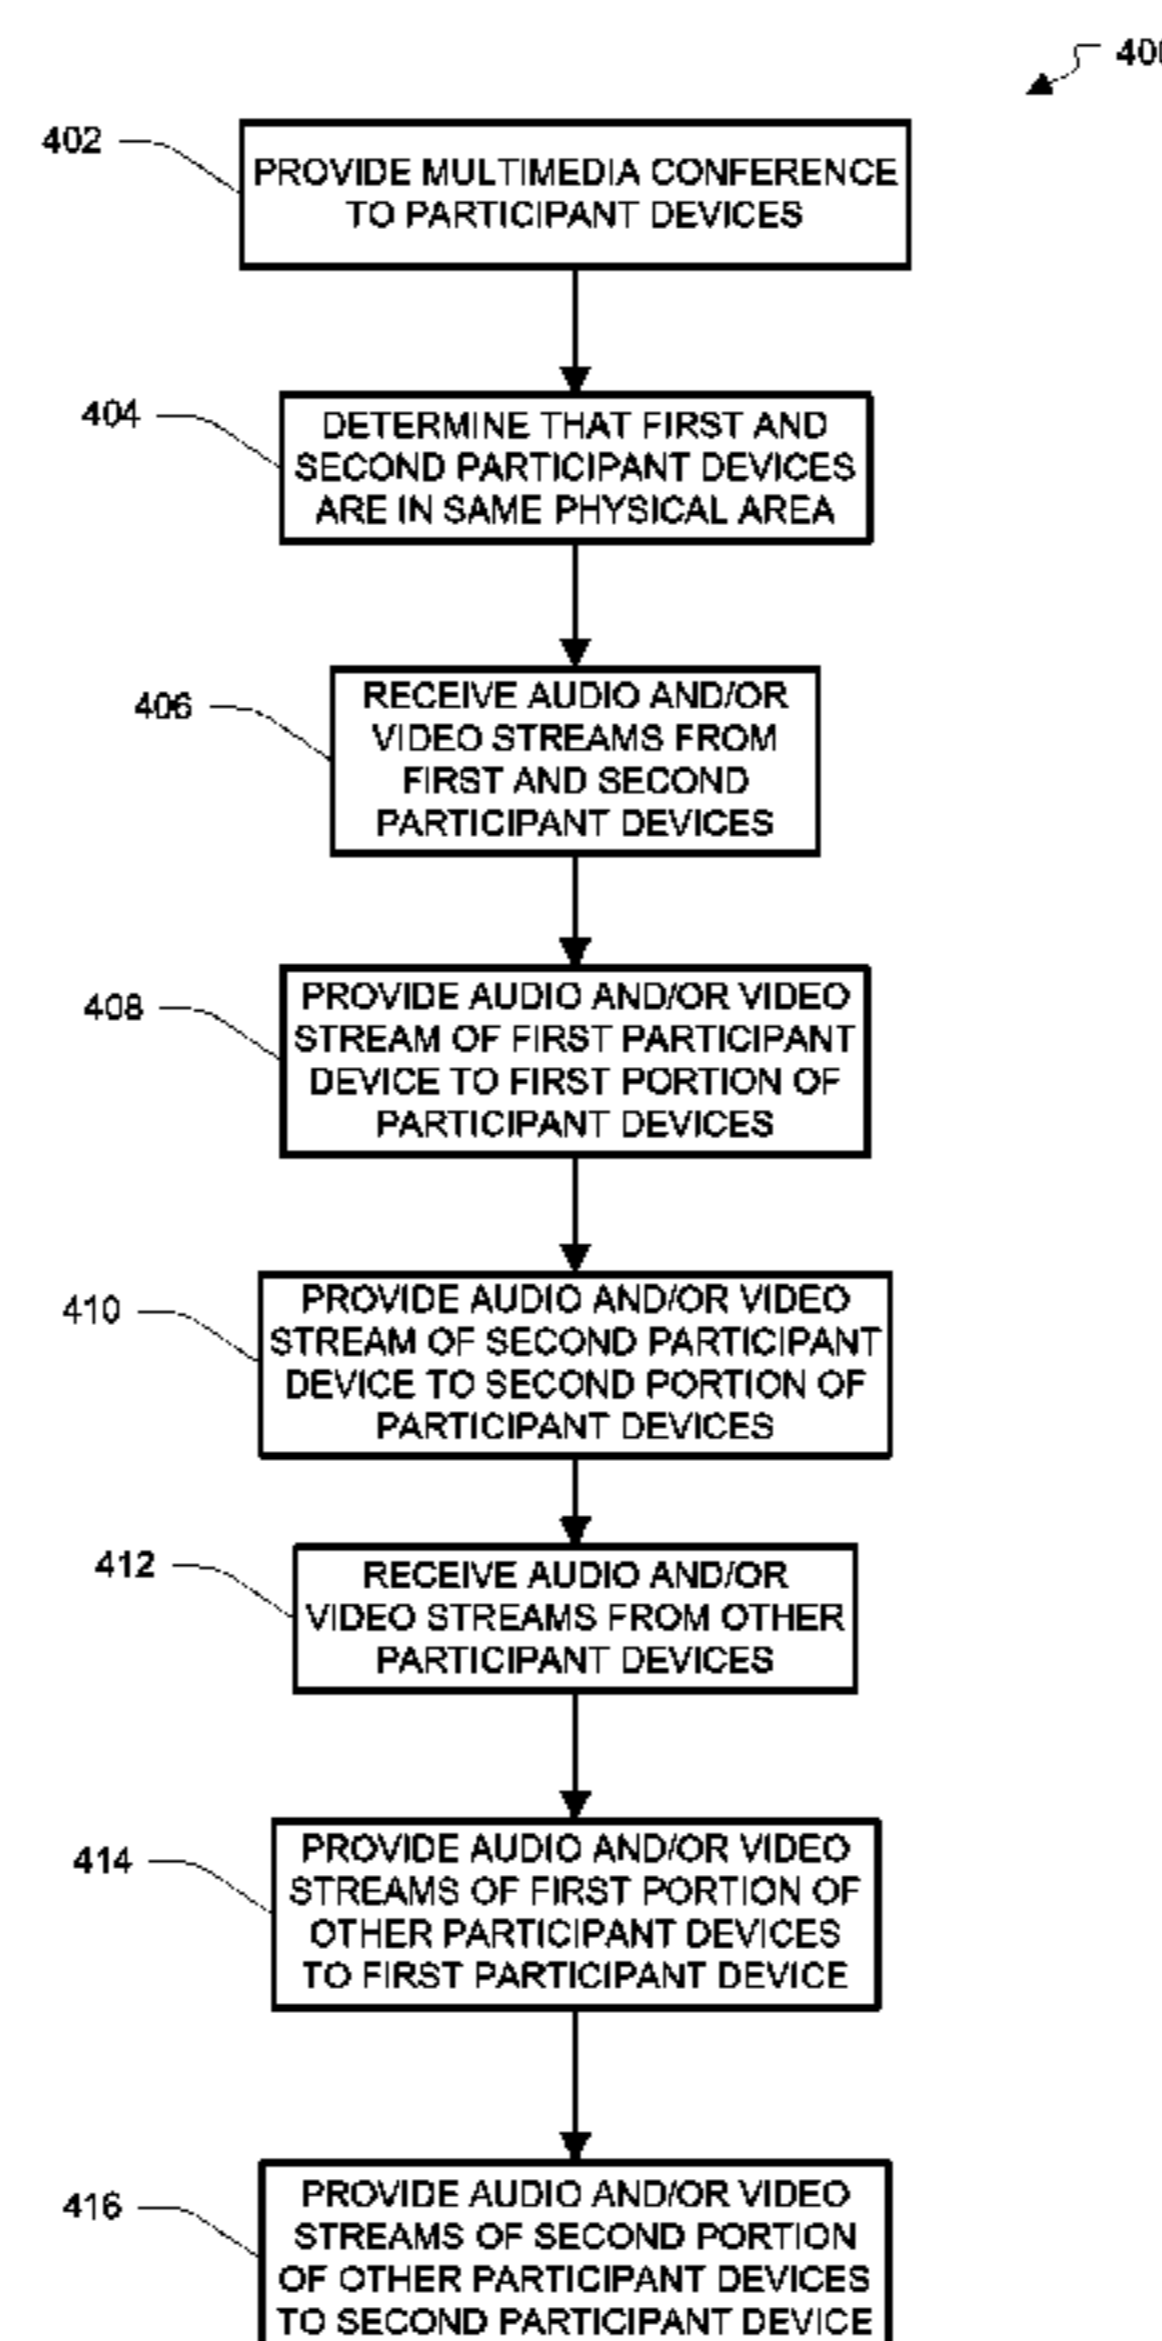 402
PROVIDE MULTIMEDIA CONFERENCE
TO PARTICIPANT DEVICES
404
DETERMINE THAT FIRST AND
SECOND PARTICIPANT DEVICES
ARE IN SAME PHYSICAL AREA
406
RECEIVE AUDIO AND/OR
VIDEO STREAMS FROM
FIRST AND SECOND
PARTICIPANT DEVICES
408
PROVIDE AUDIO AND/OR VIDEO
STREAM OF FIRST PARTICIPANT
DEVICE TO FIRST PORTION OF
PARTICIPANT DEVICES
410
PROVIDE AUDIO AND/OR VIDEO
STREAM OF SECOND PARTICIPANT
DEVICE TO SECOND PORTION OF
PARTICIPANT DEVICES
412
RECEIVE AUDIO AND/OR
VIDEO STREAMS FROM OTHER
PARTICIPANT DEVICES
414
PROVIDE AUDIO AND/OR VIDEO
STREAMS OF FIRST PORTION OF
OTHER PARTICIPANT DEVICES
TO FIRST PARTICIPANT DEVICE
416
PROVIDE AUDIO AND/OR VIDEO
STREAMS OF SECOND PORTION
OF OTHER PARTICIPANT DEVICES
TO SECOND PARTICIPANT DEVICE